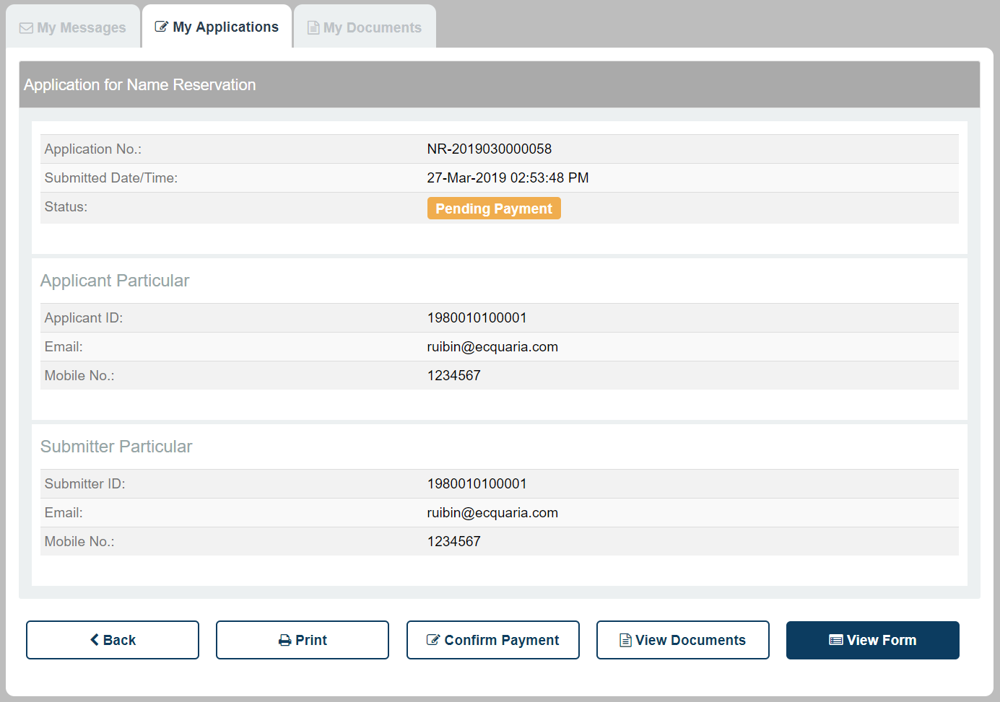 My Messages My Applications My Documents
Application for Name Reservation
Application No.: NR-2019030000058
Submitted Date/Time: 27-Mar-2019 02:53:48 PM
Status: Pending Payment
Applicant Particular
Applicant ID: 1980010100001
Email: ruibin@ecquaria.com
Mobile No.: 1234567
Submitter Particular
Submitter ID: 1980010100001
Email: ruibin@ecquaria.com
Mobile No.: 1234567
Back Print Confirm Payment View Documents View Form